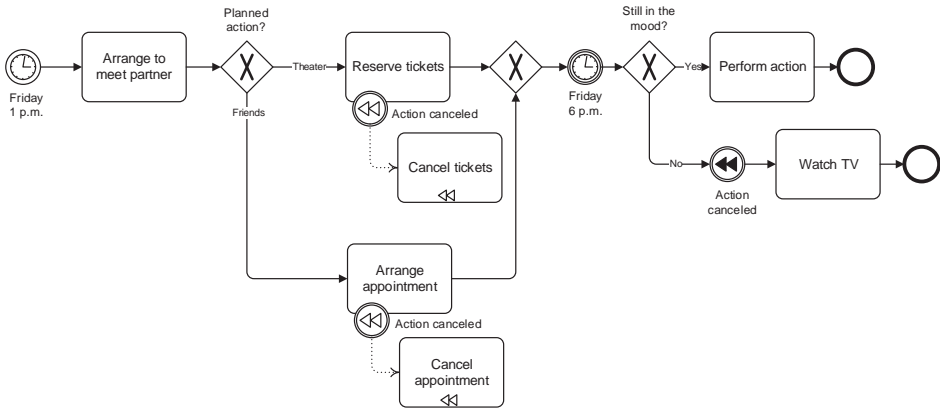 Planned
action?
Still in the
mood?
Arrange to
meet partner
Theater
Reserve tickets
Yes
Perform action
Friday
1 p.m.
Friday
6 p.m.
Friends
Action canceled
Cancel tickets
No
Watch TV
Action
canceled
Arrange
appointment
Action canceled
Cancel
appointment